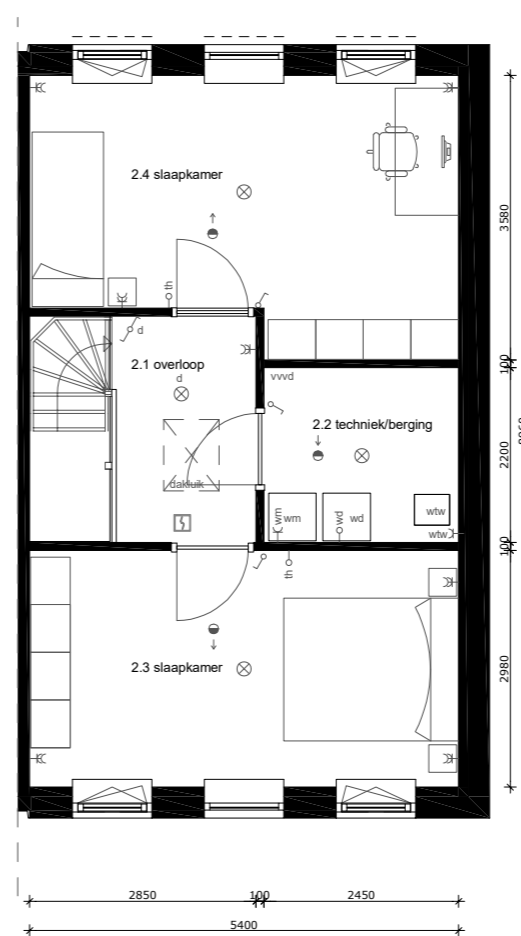 2.4 slaapkamer
3580
th
d
2.1 overloop
d
100
vvvd
2.2 techniek/berging
2200
dakluik
wm
wm
wd
wd
wtw
wtw
100
th
2.3 slaapkamer
2980
2850
100
2450
5400